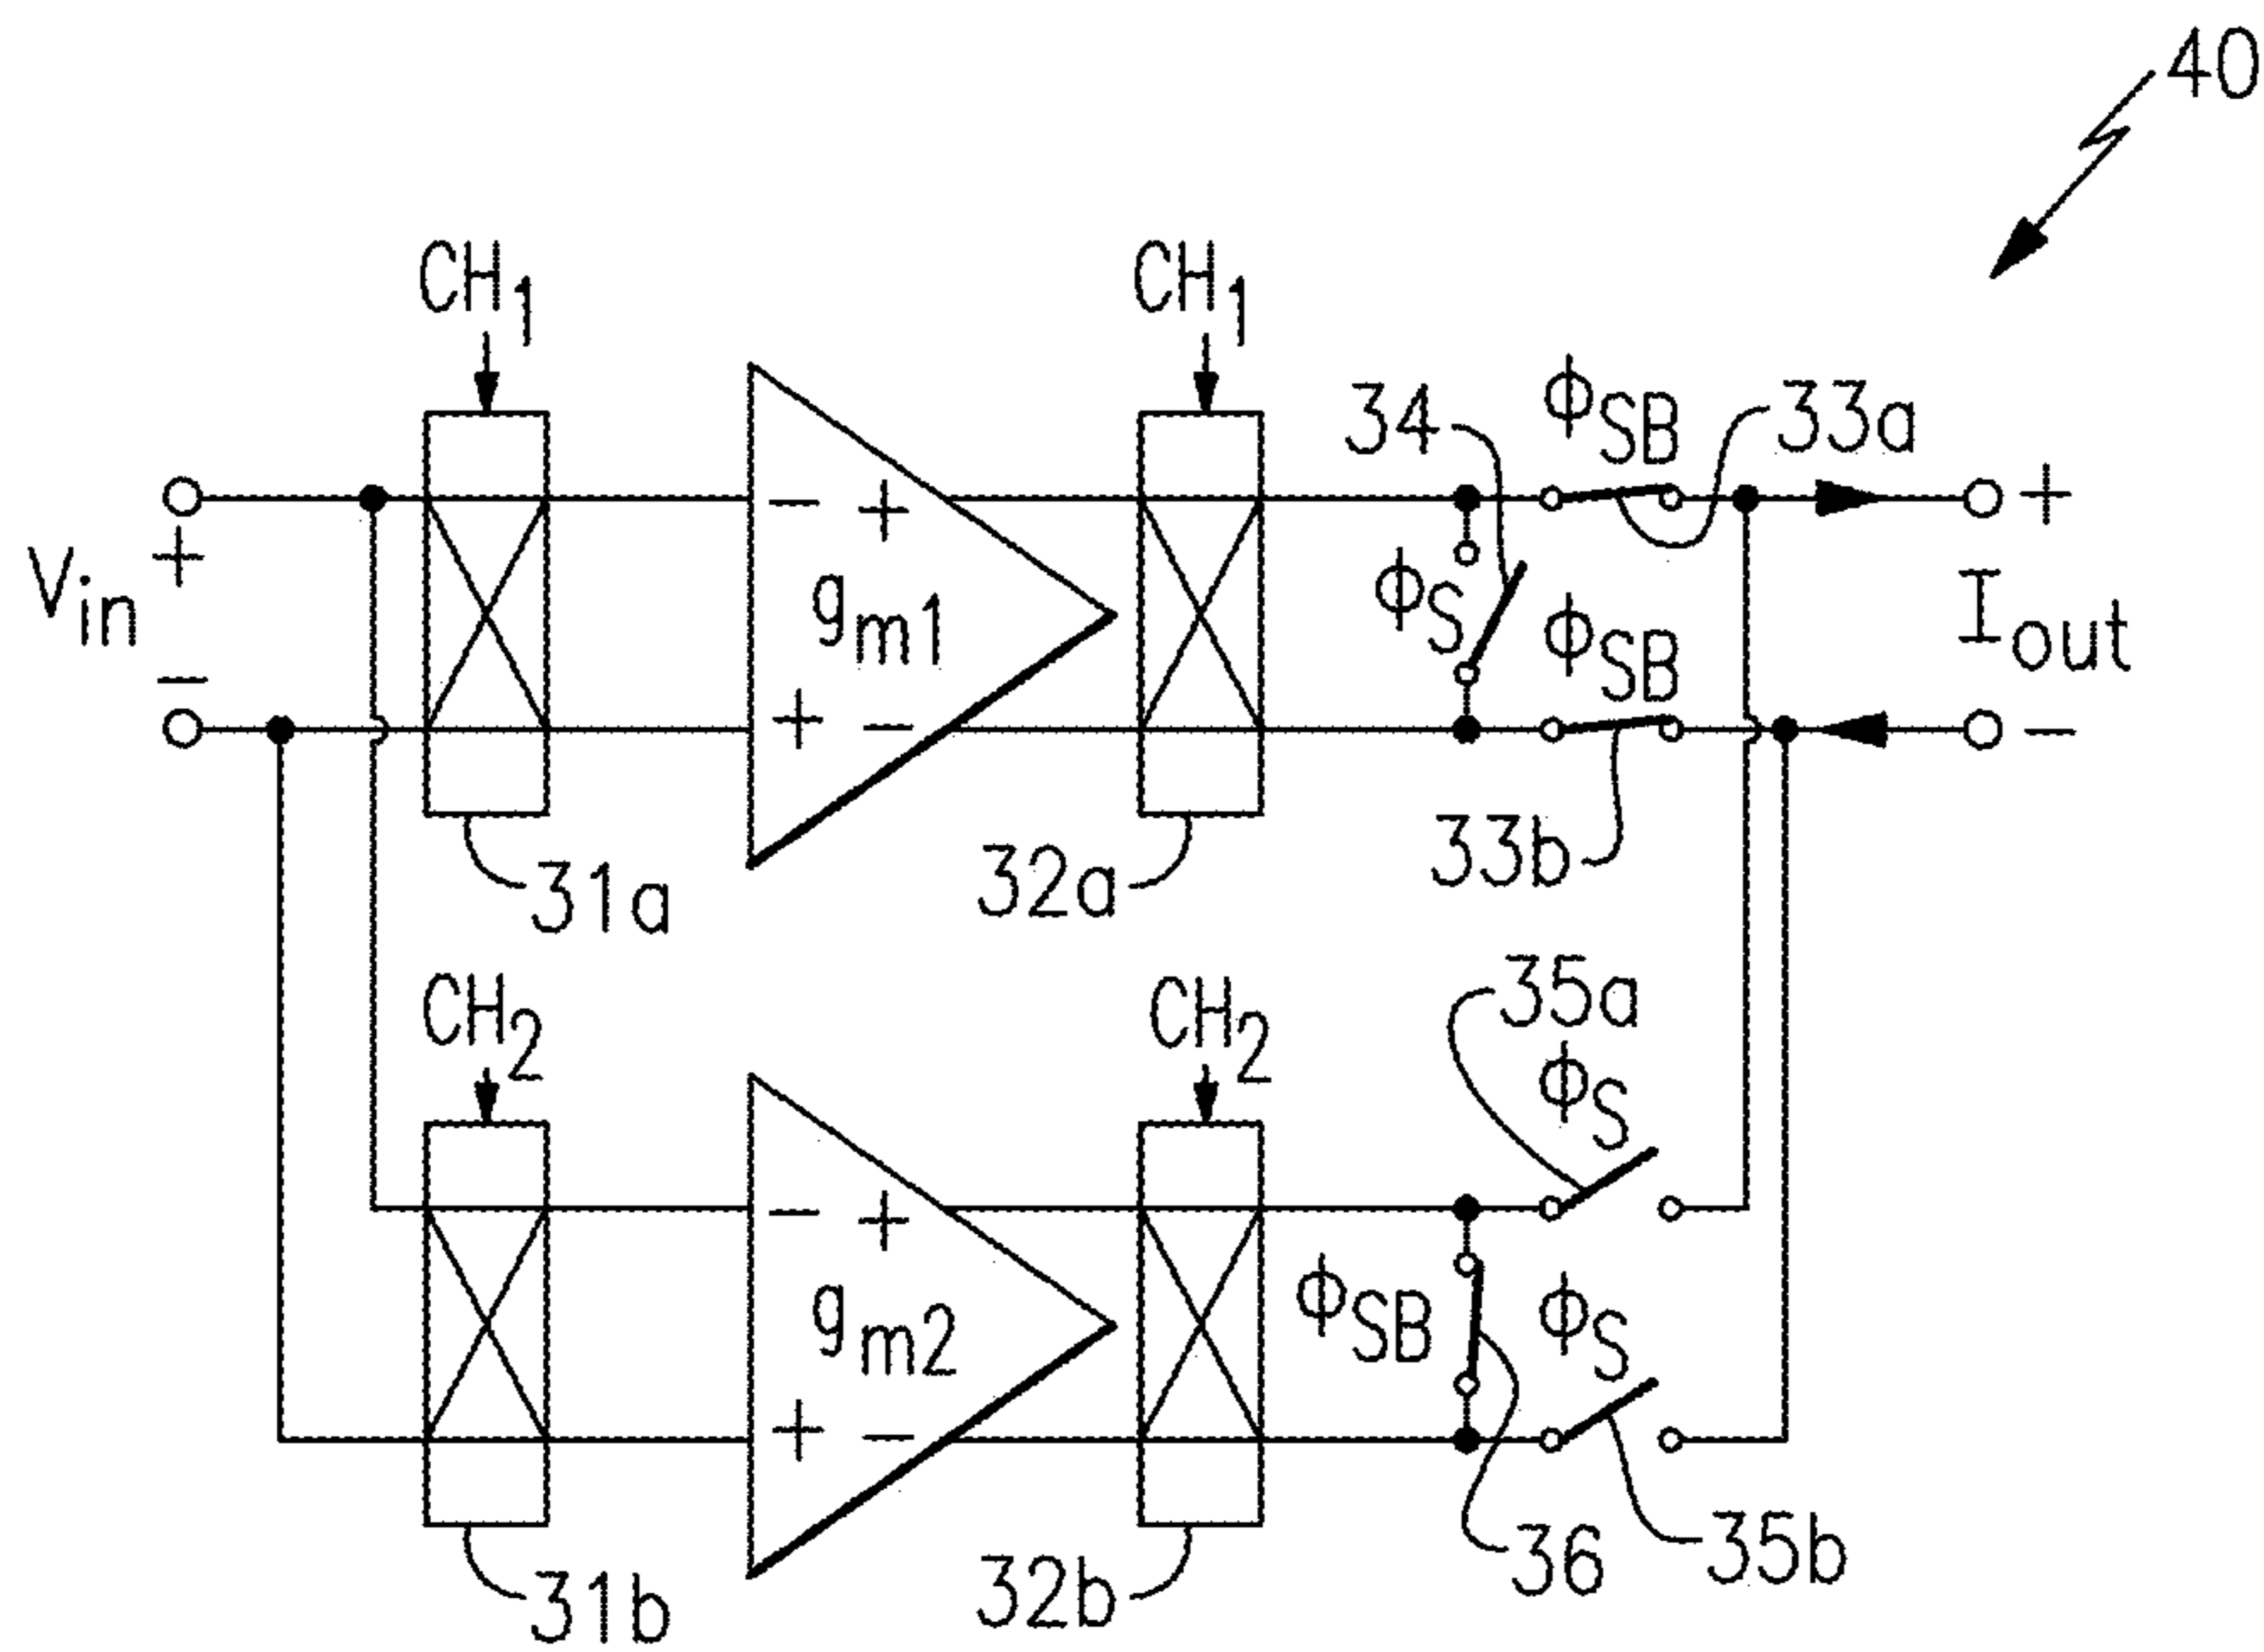 40
CH1 CH1
34 ϕSB 33a
Vin + −
− + gm1 + −
ϕS ϕSB
+ Iout −
31a 32a 33b
CH2 CH2
35a
ϕS
− + gm2 + −
ϕSB ϕS
31b 32b 36 35b